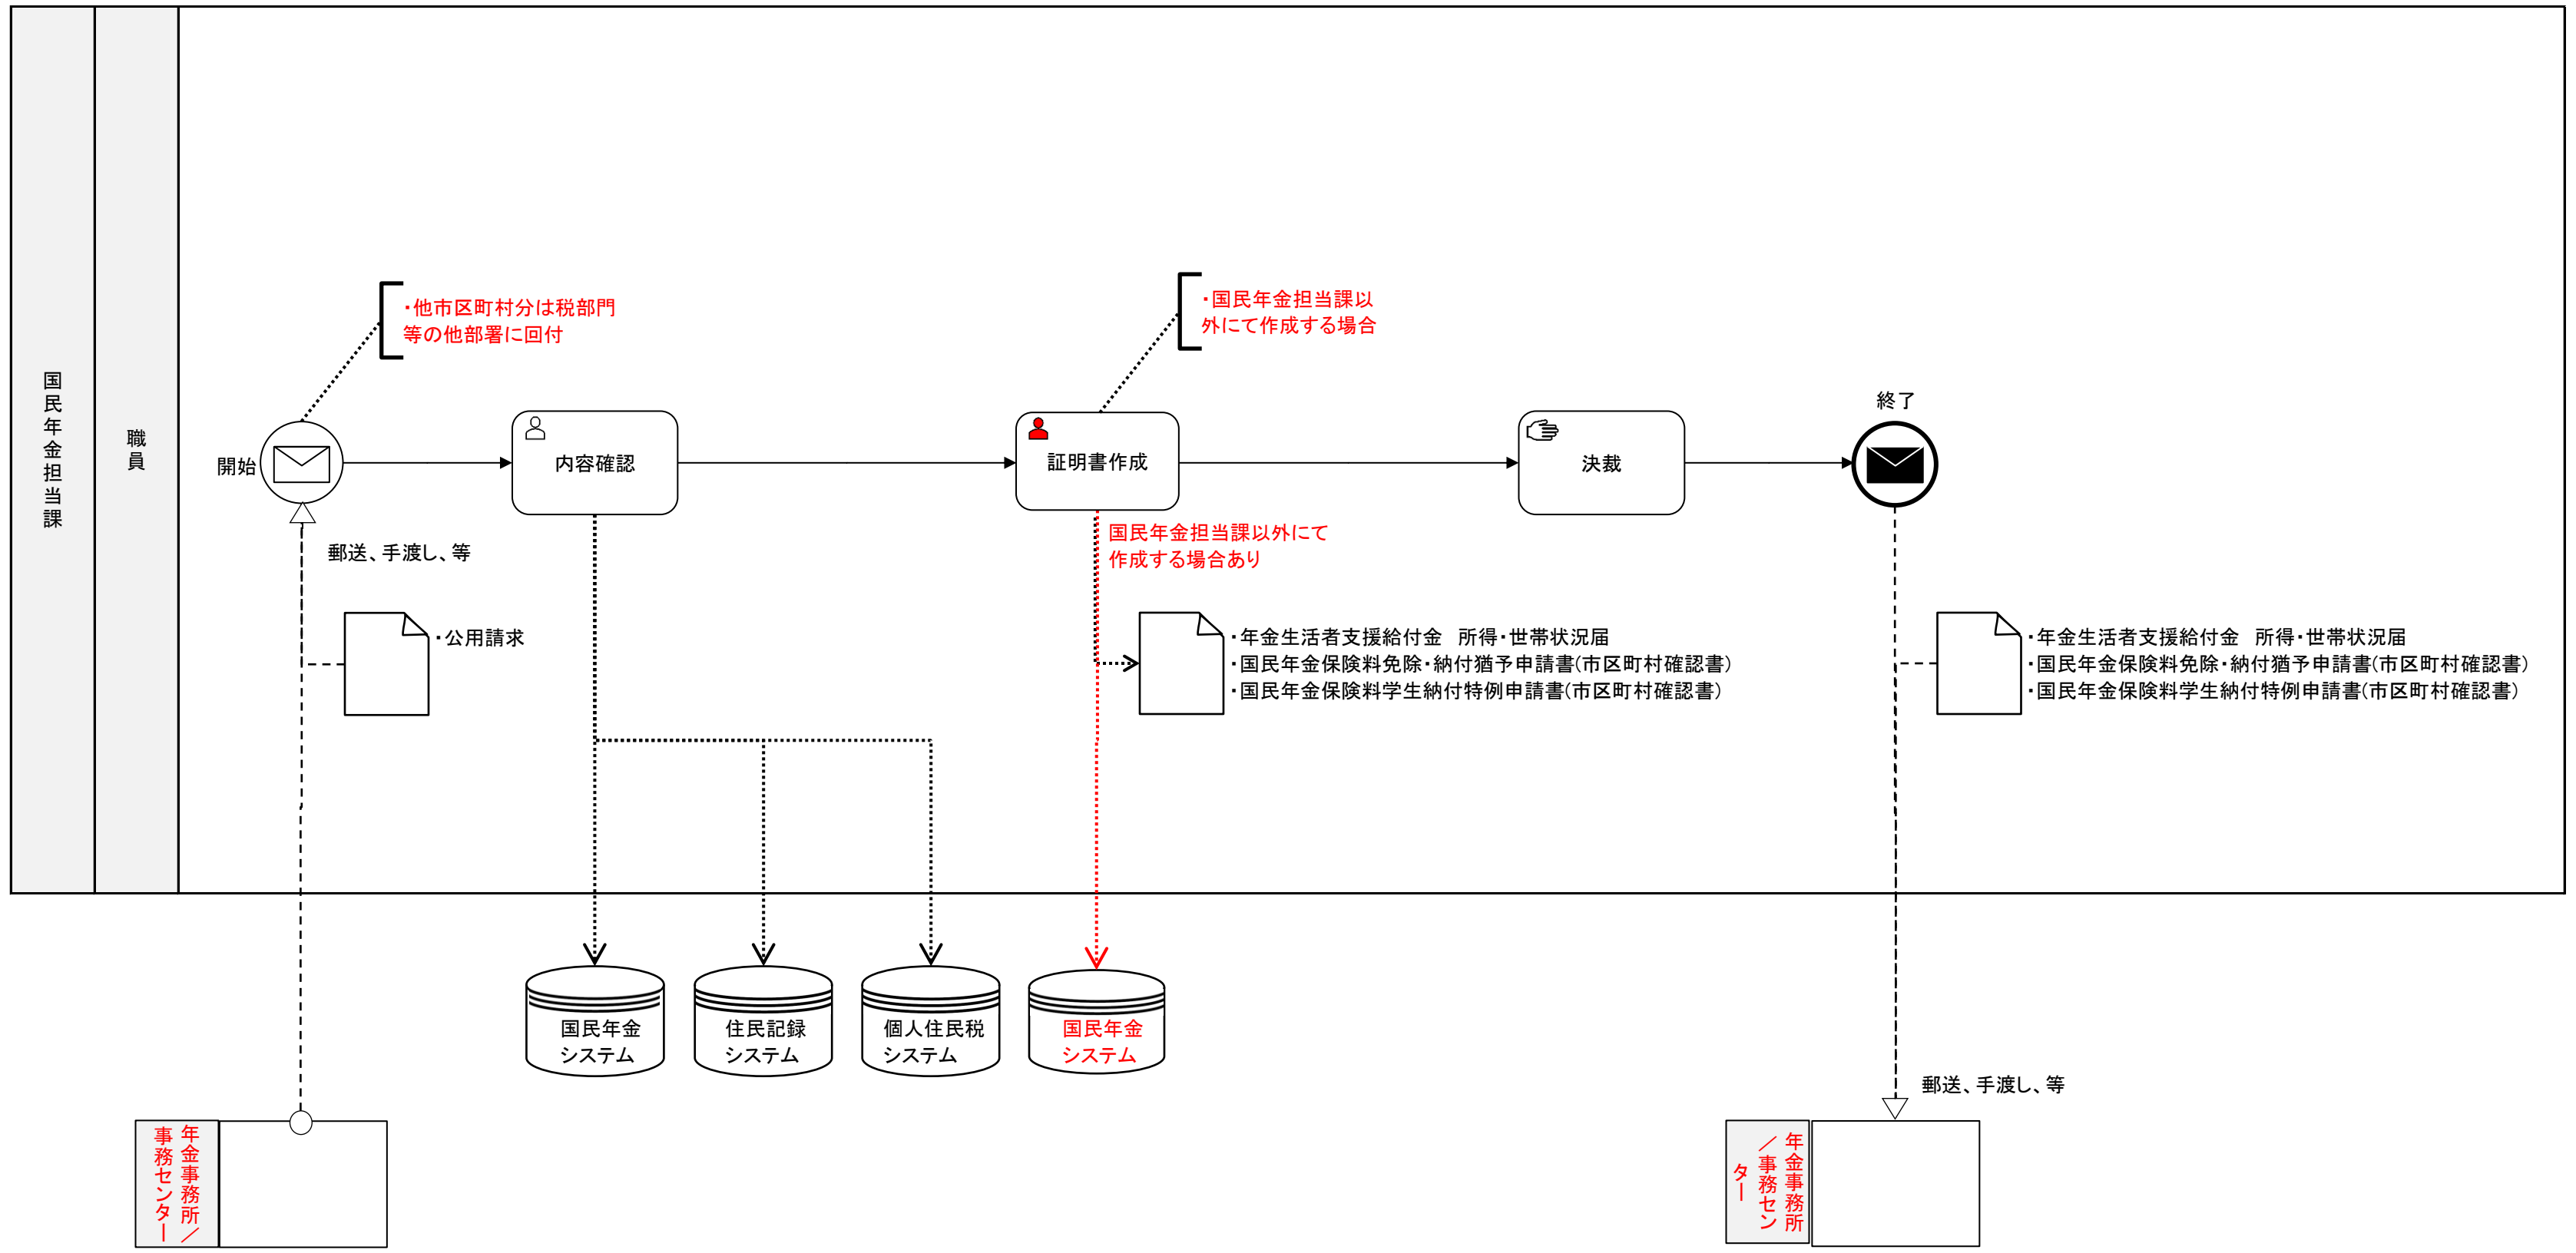 国民年金担当課
職員
・他市区町村分は税部門
等の他部署に回付
・国民年金担当課以
外にて作成する場合
開始
内容確認
証明書作成
決裁
終了
郵送、手渡し、等
国民年金担当課以外にて
作成する場合あり
・公用請求
・年金生活者支援給付金　所得・世帯状況届
・国民年金保険料免除・納付猶予申請書(市区町村確認書)
・国民年金保険料学生納付特例申請書(市区町村確認書)
・年金生活者支援給付金　所得・世帯状況届
・国民年金保険料免除・納付猶予申請書(市区町村確認書)
・国民年金保険料学生納付特例申請書(市区町村確認書)
国民年金
システム
住民記録
システム
個人住民税
システム
国民年金
システム
郵送、手渡し、等
年金事務所／
事務センター
年金事務所
／事務セン
ター